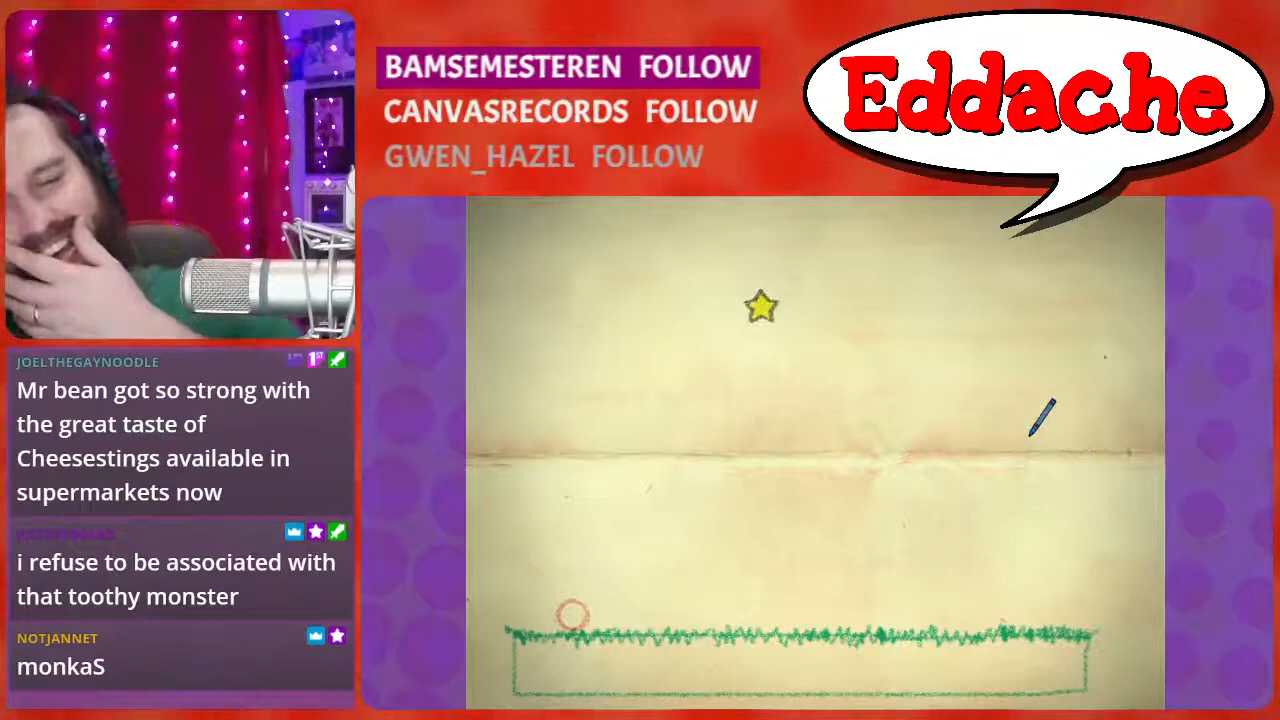 BAMSEMESTEREN FOLLOW
CANVASRECORDS FOLLOW
GWEN_HAZEL FOLLOW
Eddache
JOELTHEGAYNOODLE
1ST
Mr bean got so strong with
the great taste of
Cheesestings available in
supermarkets now
i refuse to be associated with
that toothy monster
NOTJANNET
monkaS